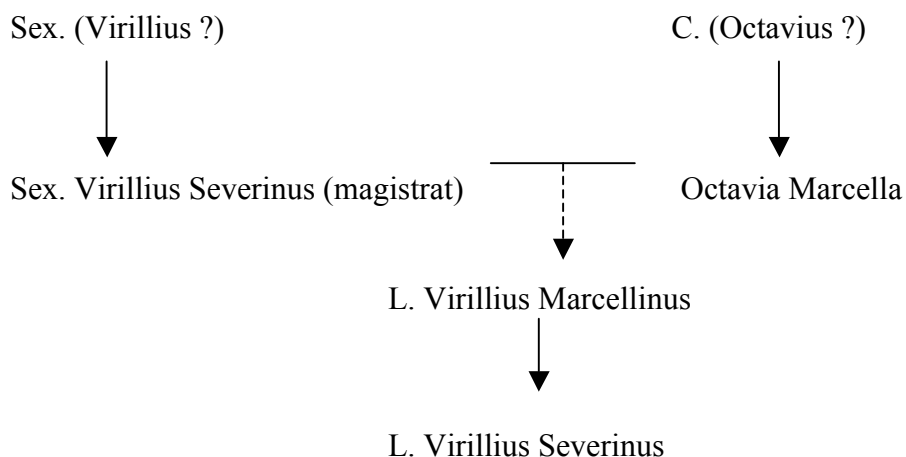 Sex. (Virillius ?) C. (Octavius ?)
Sex. Virillius Severinus (magistrat) Octavia Marcella
L. Virillius Marcellinus
L. Virillius Severinus